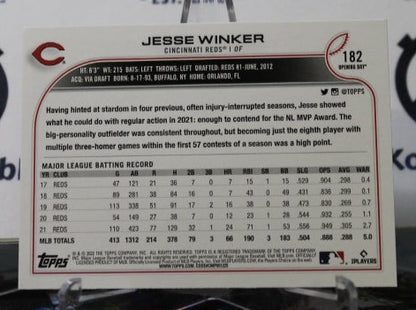 JESSE WINKER
CINCINNATI REDS | OF
182
OPENING DAY
HT: 6'3" WT: 215 BATS: LEFT THROWS: LEFT DRAFTED: REDS #1-JUNE, 2012
ACQ: VIA DRAFT BORN: 8-17-93, BUFFALO, NY HOME: ORLANDO, FL
@TOPPS
Having hinted at stardom in four previous, often injury-interrupted seasons, Jesse showed
what he could do with regular action in 2021: enough to contend for the NL MVP Award. The
big-personality outfielder was consistent throughout, but becoming just the eighth player with
multiple three-homer games within the first 57 contests of a season was a high point.
MAJOR LEAGUE BATTING RECORD
YR CLUB G AB R H 2B 3B HR RBI SB BB SLG OPS AVG WAR
17 REDS 47 121 21 36 7 0 7 15 1 15 .529 .904 .298 0.4
18 REDS 89 281 38 84 16 0 7 43 0 49 .431 .836 .299 0.1
19 REDS 113 338 51 91 17 2 16 38 0 38 .473 .830 .269 0.7
20 REDS 54 149 27 12 0 .544 .932 .255 1.1
21 REDS 110 423 77 129 32 1 24 71 1 53 .556 .949 .305
MLB TOTALS 413 1312 214 378 79 3 66 190 3 183 .504 .888 .288 5.0
Topps
MLB PLAYERS